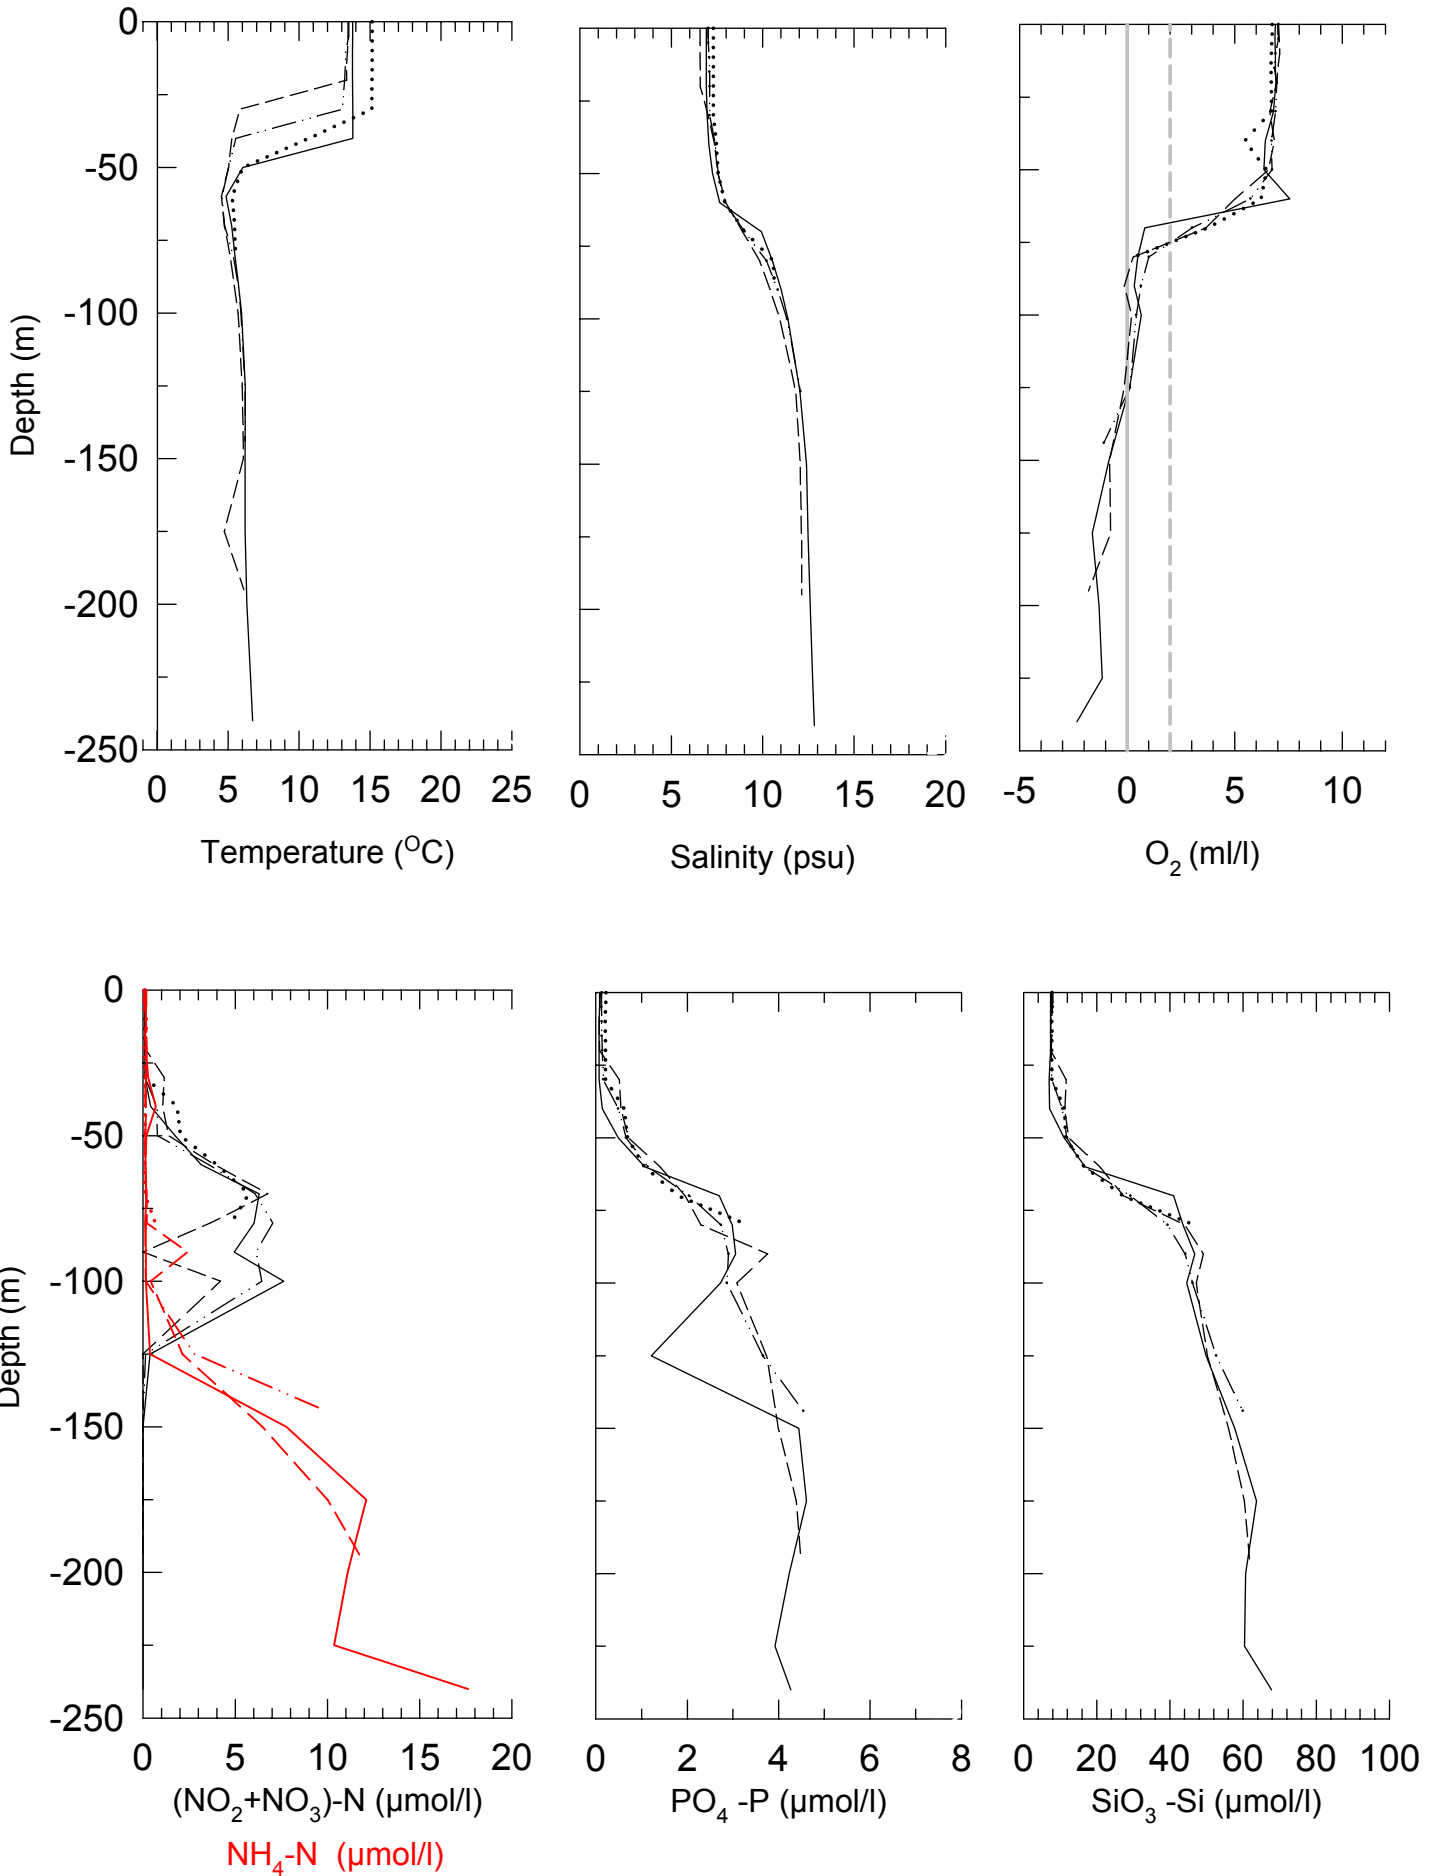 0
-50
-100
-150
-200
-250
Depth (m)
0 5 10 15 20 25
Temperature (OC)
0 5 10 15 20
Salinity (psu)
-5 0 5 10
O2 (ml/l)
0
-50
-100
-150
-200
-250
Depth (m)
0 5 10 15 20
(NO2+NO3)-N (µmol/l)
NH4-N (µmol/l)
0 2 4 6 8
PO4 -P (µmol/l)
0 20 40 60 80 100
SiO3 -Si (µmol/l)